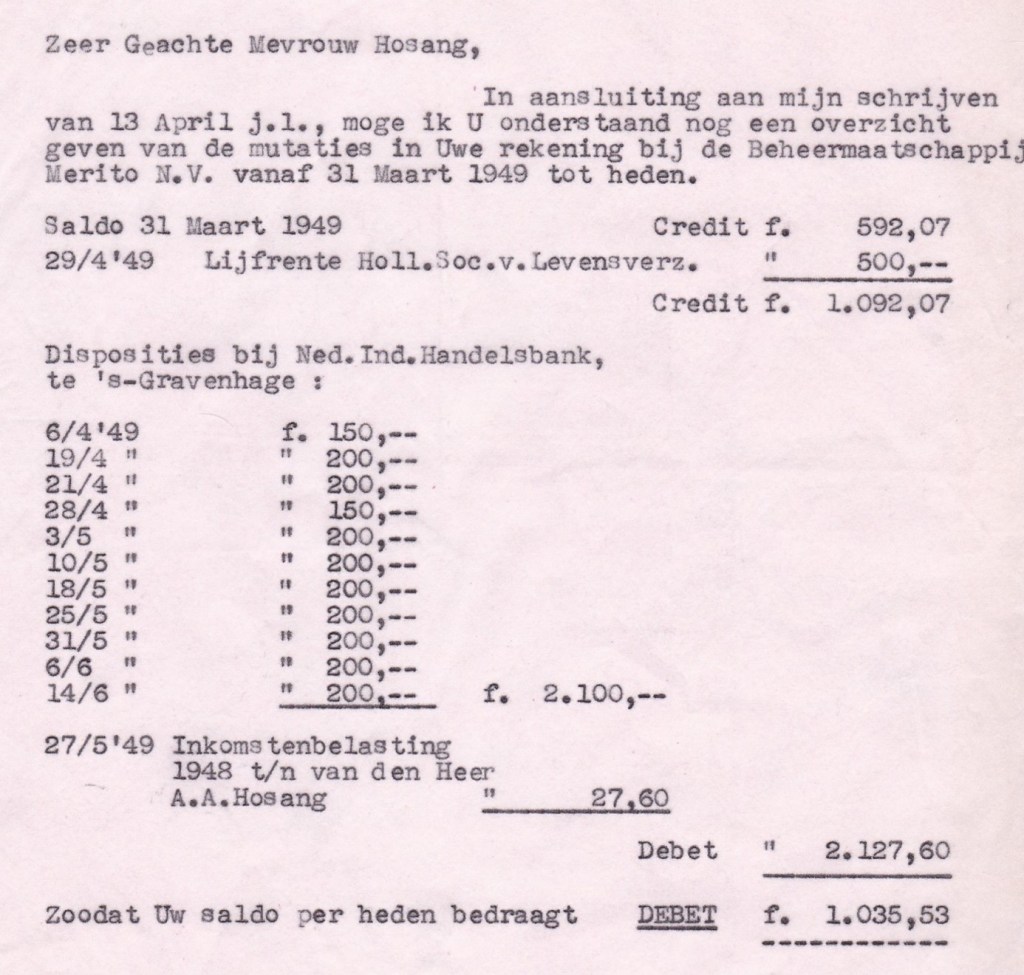 Zeer Geachte Mevrouw Hosang,
In aansluiting aan mijn schrijven
van 13 April j.l., moge ik U onderstaand nog een overzicht
geven van de mutaties in Uwe rekening bij de Beheermaatschappij
Merito N.V. vanaf 31 Maart 1949 tot heden.
Saldo 31 Maart 1949 Credit f. 592,07
29/4'49 Lijfrente Holl.Soc.v.Levensverz. " 500,--
Credit f. 1.092,07
Disposities bij Ned.Ind.Handelsbank,
te 's-Gravenhage :
6/4'49 f. 150,--
19/4 " " 200,--
21/4 " " 200,--
28/4 " " 150,--
3/5 " " 200,--
10/5 " " 200,--
18/5 " " 200,--
25/5 " " 200,--
31/5 " " 200,--
6/6 " " 200,--
14/6 " " 200,-- f. 2.100,--
27/5'49 Inkomstenbelasting
1948 t/n van den Heer
A.A.Hosang " 27,60
Debet " 2.127,60
Zoodat Uw saldo per heden bedraagt DEBET f. 1.035,53